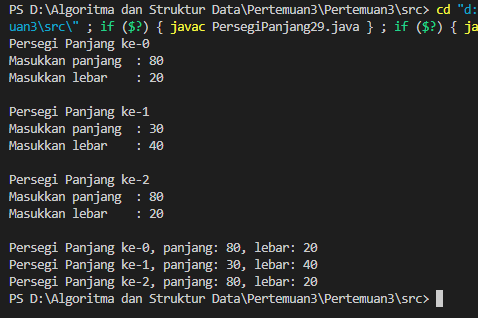 PS D:\Algoritma dan Struktur Data\Pertemuan3\Pertemuan3\src> cd "d:
uan3\src\" ; if ($?) { javac PersegiPanjang29.java } ; if ($?) { ja
Persegi Panjang ke-0
Masukkan panjang  : 80
Masukkan lebar    : 20

Persegi Panjang ke-1
Masukkan panjang  : 30
Masukkan lebar    : 40

Persegi Panjang ke-2
Masukkan panjang  : 80
Masukkan lebar    : 20

Persegi Panjang ke-0, panjang: 80, lebar: 20
Persegi Panjang ke-1, panjang: 30, lebar: 40
Persegi Panjang ke-2, panjang: 80, lebar: 20
PS D:\Algoritma dan Struktur Data\Pertemuan3\Pertemuan3\src>